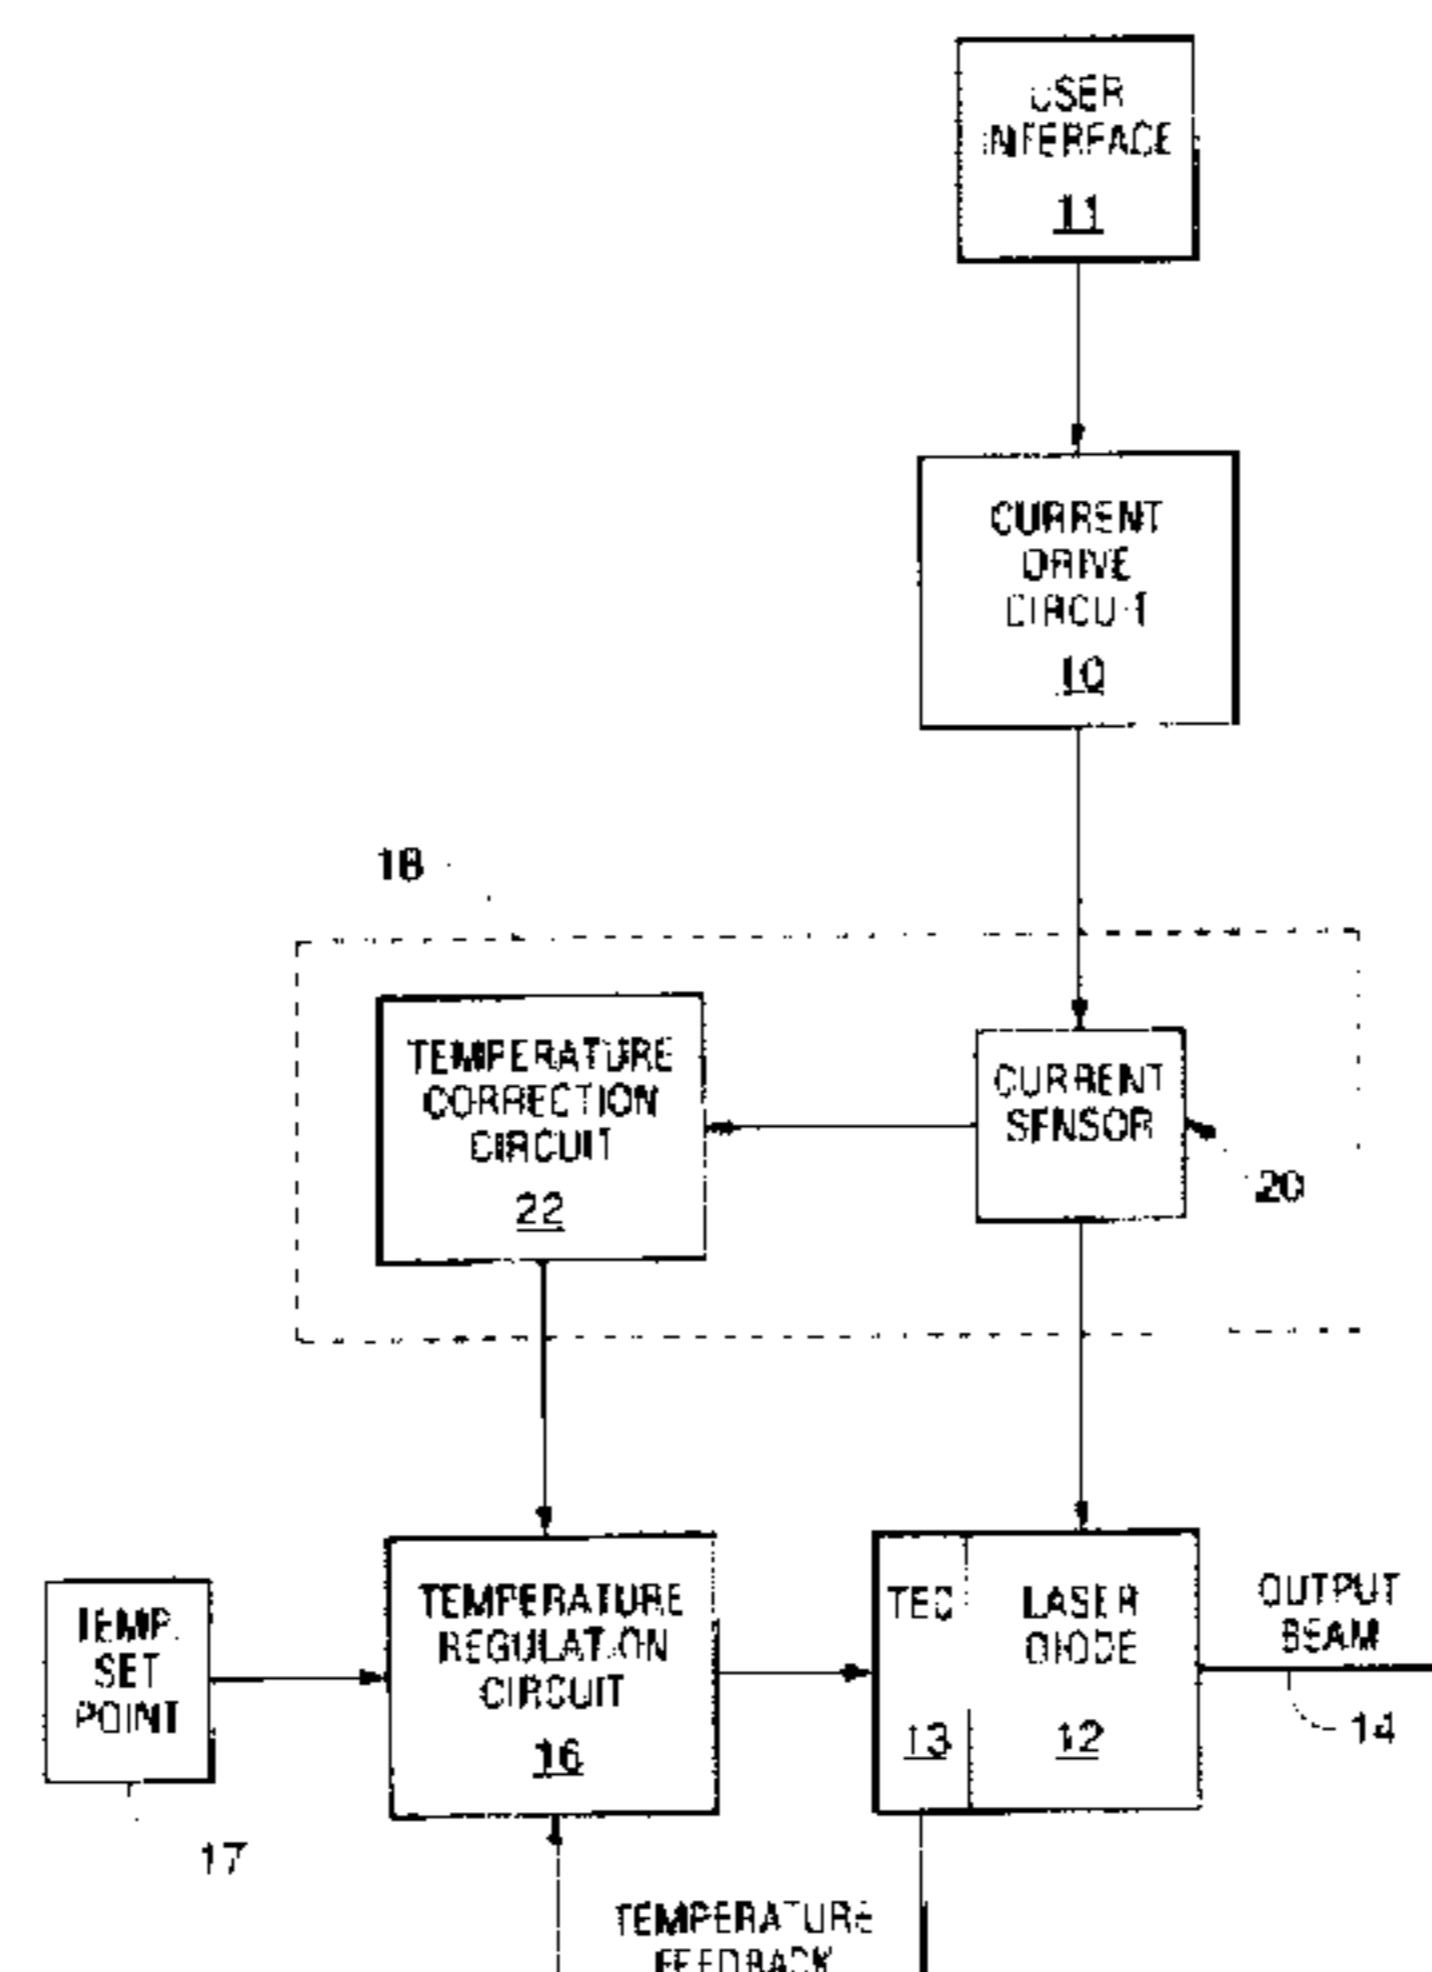 USER
INTERFACE
11
CURRENT
DRIVE
CIRCUIT
10
18
TEMPERATURE
CORRECTION
CIRCUIT
22
CURRENT
SENSOR
20
TEMP.
SET
POINT
17
TEMPERATURE
REGULATION
CIRCUIT
16
TEC
13
LASER
DIODE
12
OUTPUT
BEAM
14
TEMPERATURE
FEEDBACK